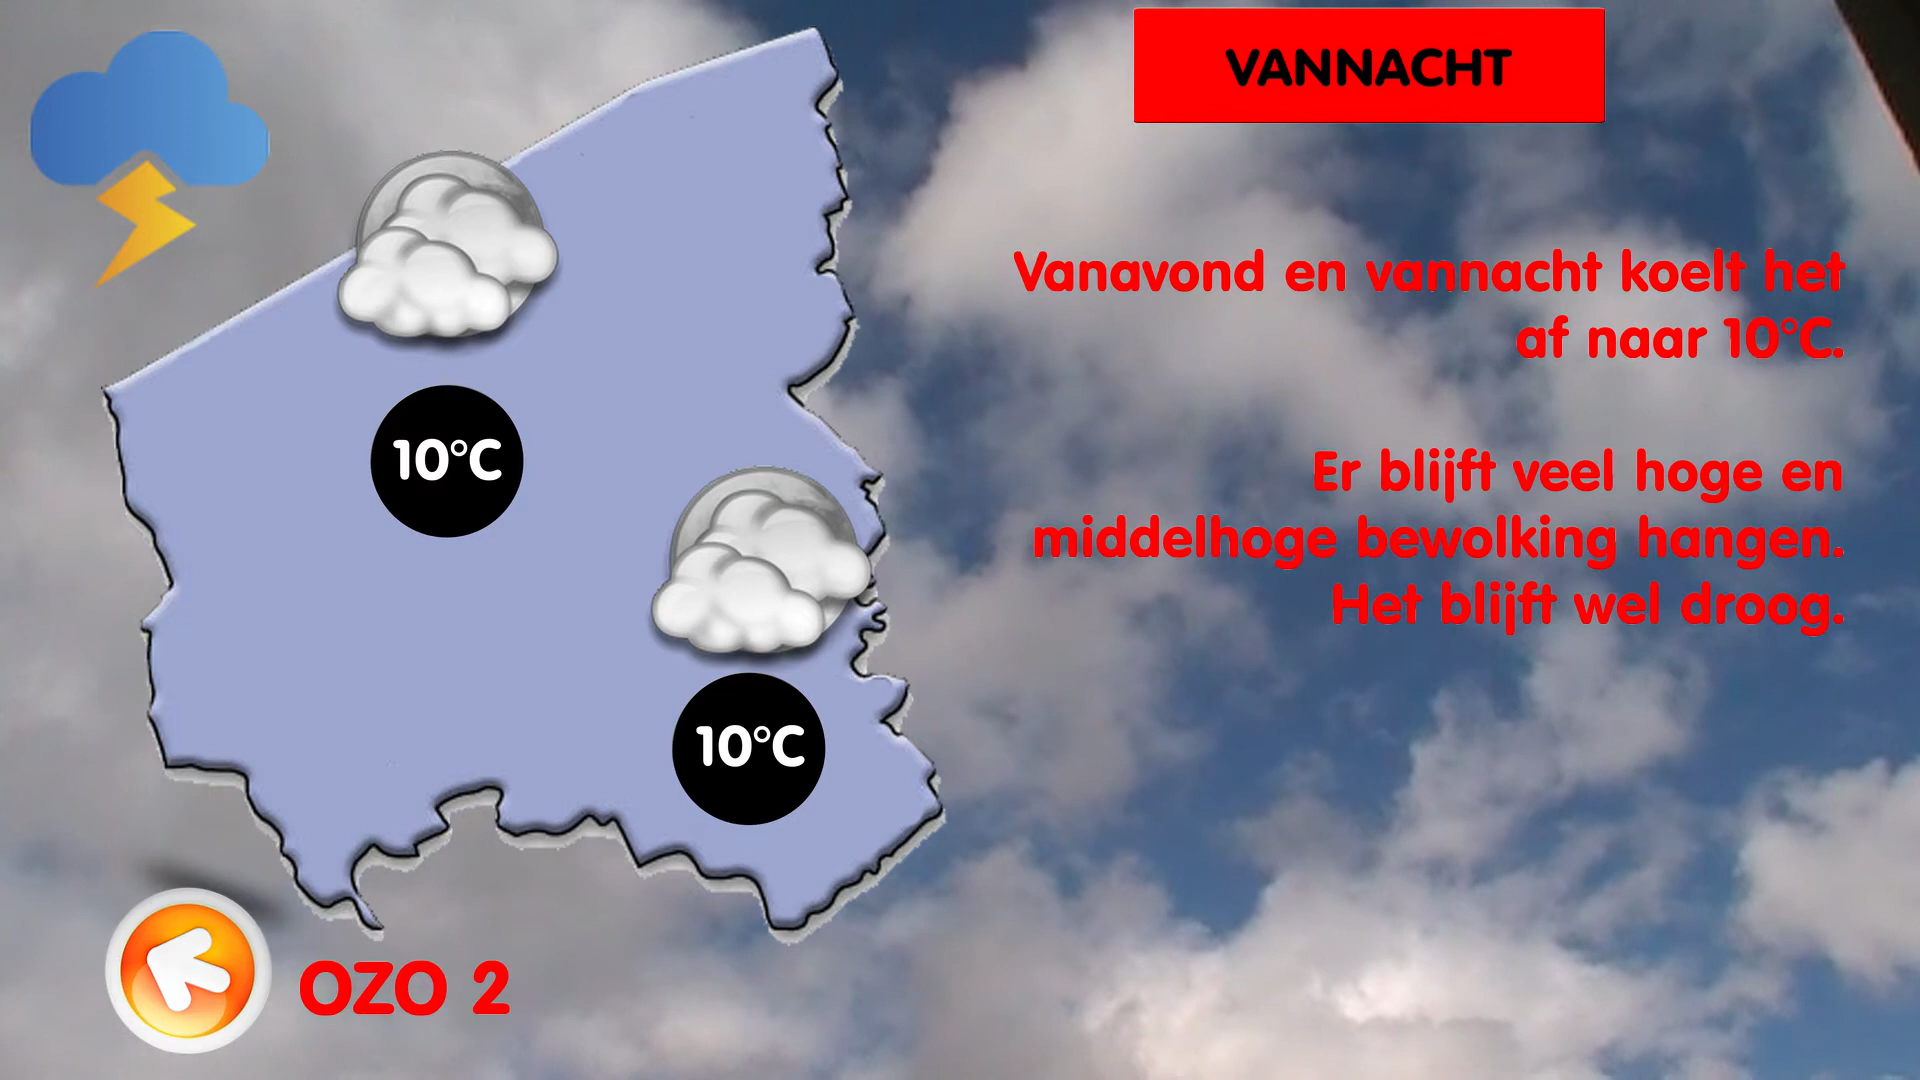 VANNACHT
Vanavond en vannacht koelt het
af naar 10°C.
Er blijft veel hoge en
middelhoge bewolking hangen.
Het blijft wel droog.
10°C
10°C
OZO 2